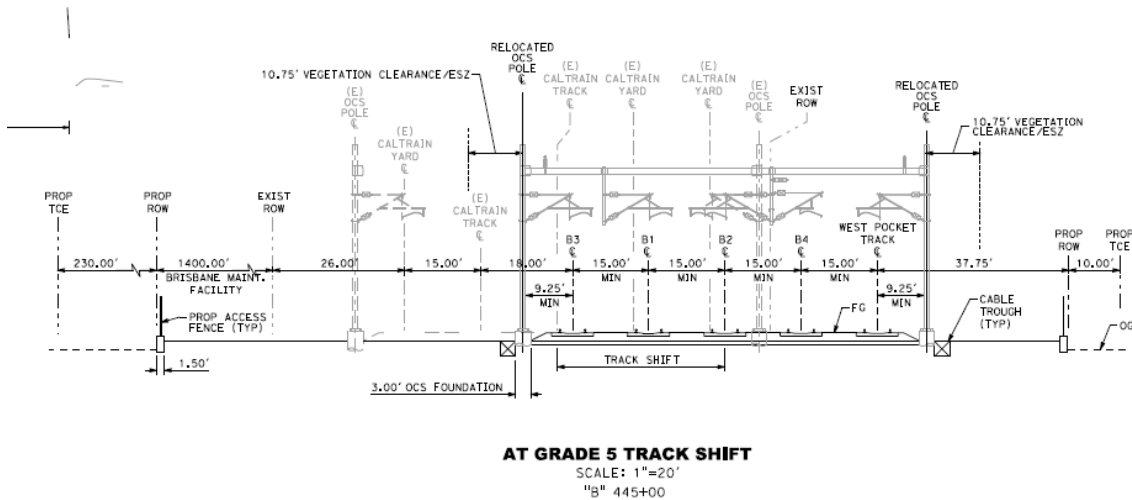 RELOCATED
OCS
POLE
℄
10.75' VEGETATION CLEARANCE/ESZ
(E)
CALTRAIN
TRACK
℄
(E)
CALTRAIN
YARD
℄
(E)
CALTRAIN
YARD
℄
(E)
OCS
POLE
℄
EXIST
ROW
RELOCATED
OCS
POLE
℄
10.75' VEGETATION
CLEARANCE/ESZ
(E)
OCS
POLE
℄
(E)
CALTRAIN
YARD
℄
PROP
TCE
PROP
ROW
EXIST
ROW
(E)
CALTRAIN
TRACK
℄
B3
℄
B1
℄
B2
℄
B4
℄
WEST POCKET
TRACK
℄
PROP
ROW
PROP
TCE
230.00'
1400.00'
26.00'
15.00'
18.00'
15.00'
15.00'
15.00'
15.00'
37.75'
10.00'
BRISBANE MAINT.
FACILITY
MIN
MIN
MIN
MIN
9.25'
MIN
9.25'
MIN
PROP ACCESS
FENCE (TYP)
FG
CABLE
TROUGH
(TYP)
OG
1.50'
TRACK SHIFT
3.00' OCS FOUNDATION
AT GRADE 5 TRACK SHIFT
SCALE: 1"=20'
"B" 445+00